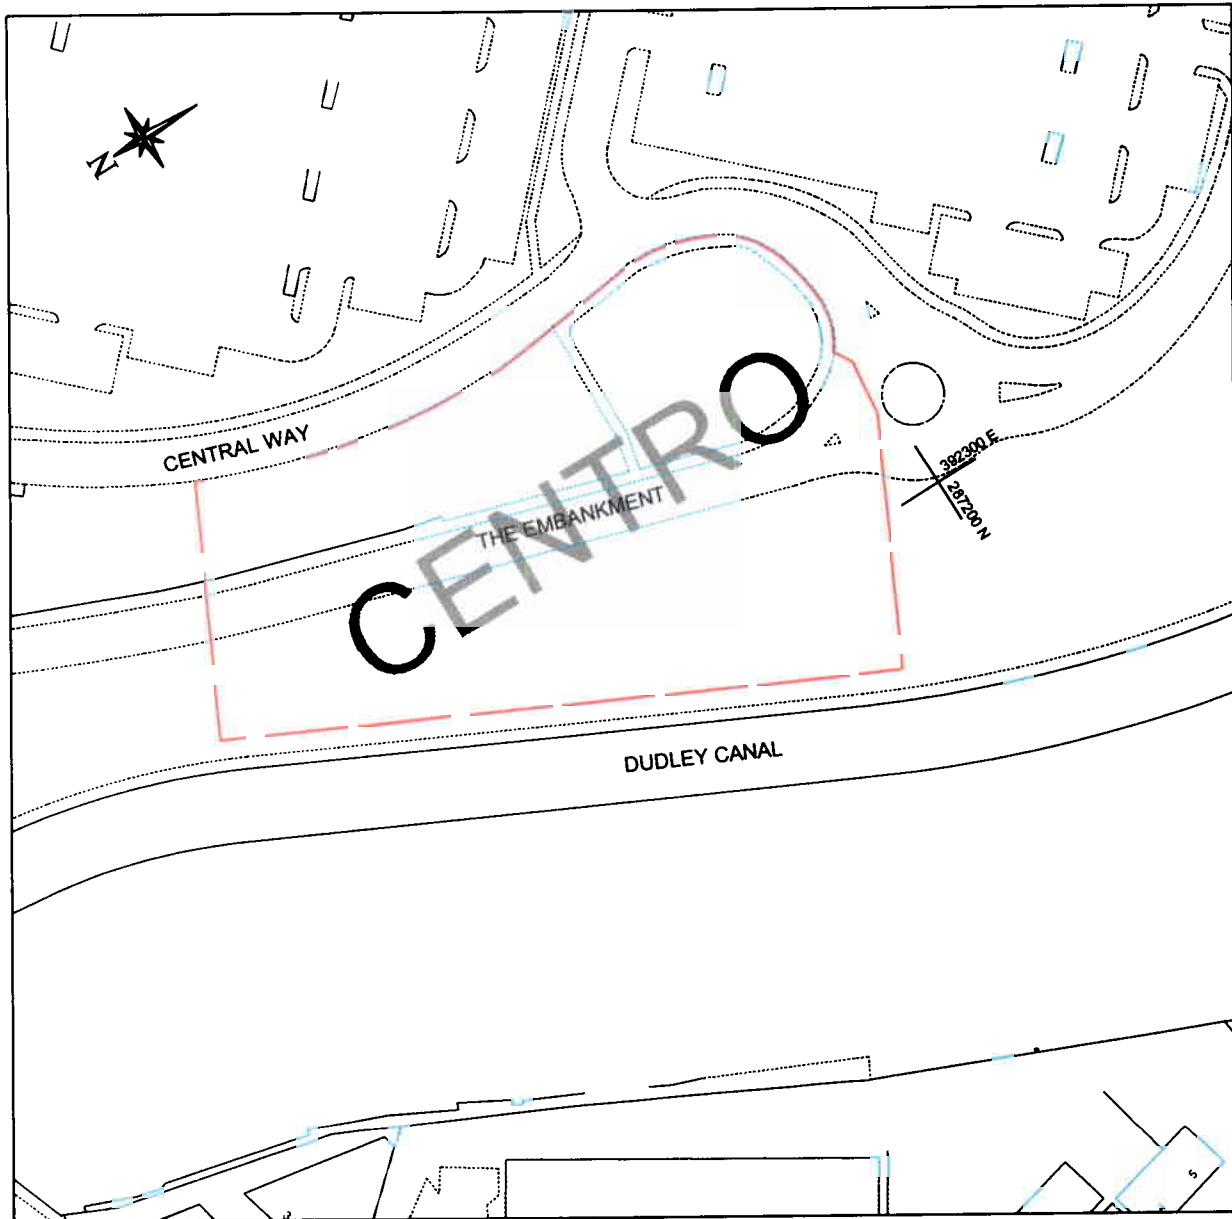 N
CENTRAL WAY
392300 E
287200 N
THE EMBANKMENT
CENTRO
DUDLEY CANAL
5